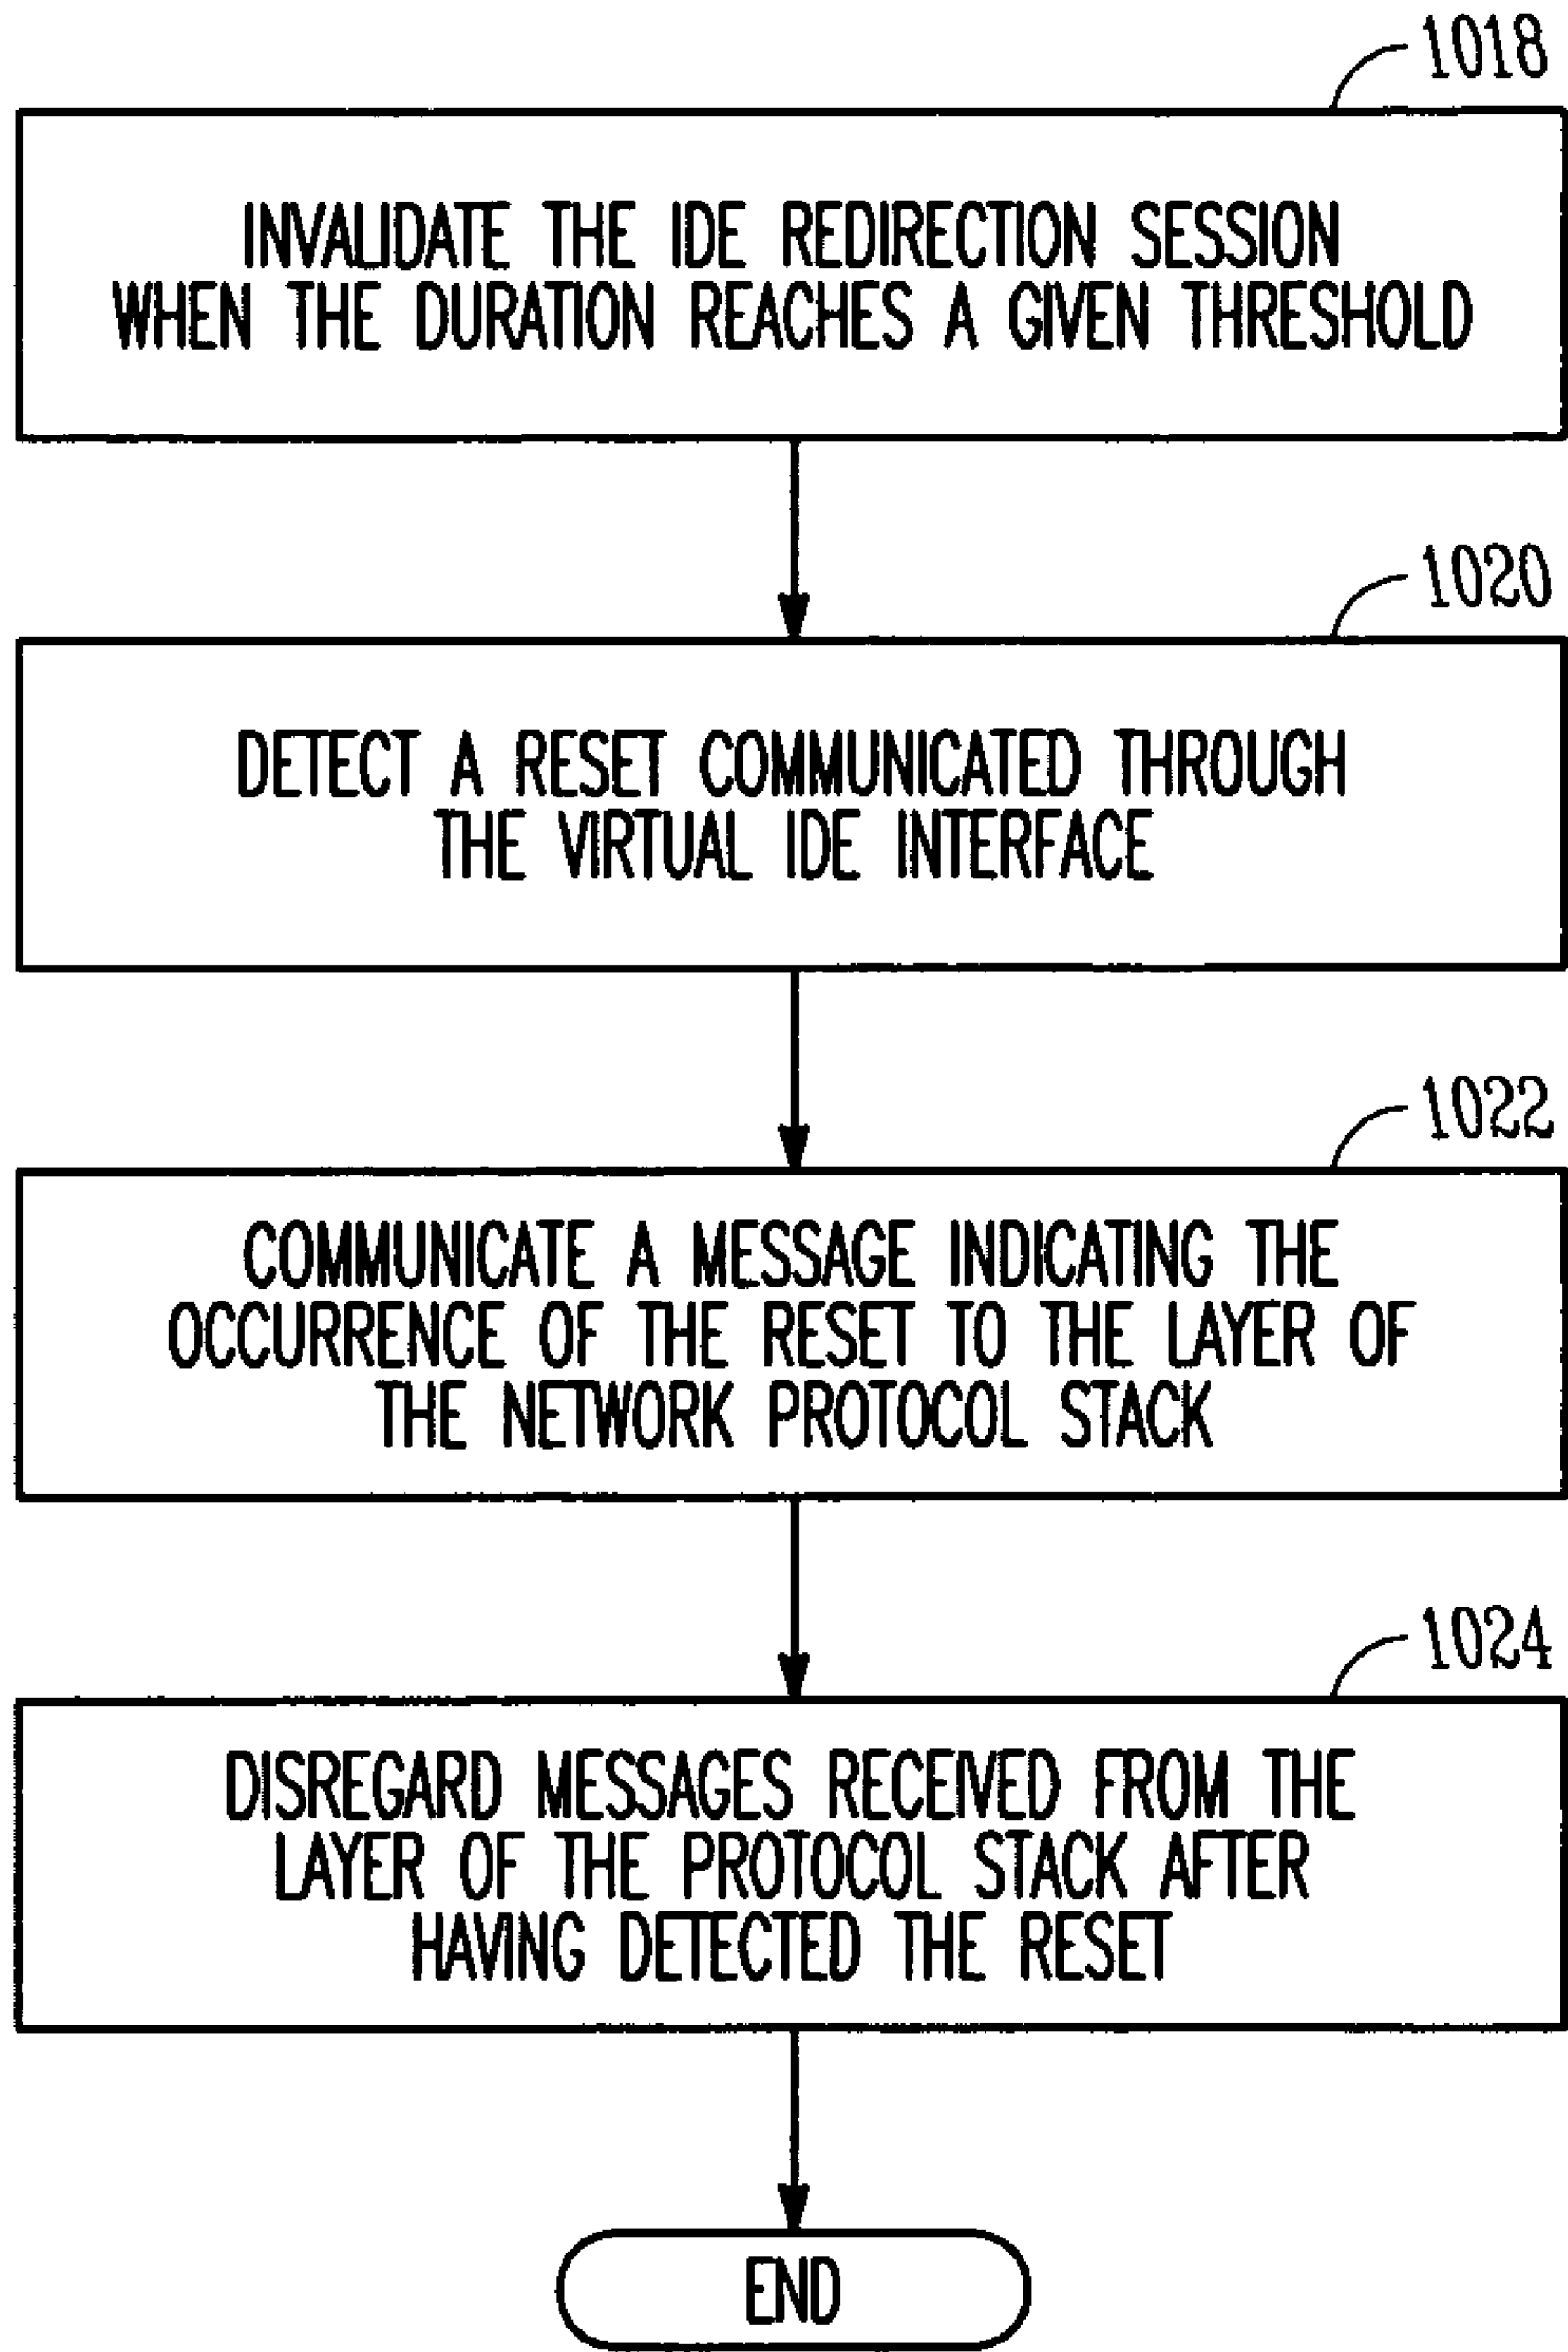 1018
INVALIDATE THE IDE REDIRECTION SESSION
WHEN THE DURATION REACHES A GIVEN THRESHOLD
1020
DETECT A RESET COMMUNICATED THROUGH
THE VIRTUAL IDE INTERFACE
1022
COMMUNICATE A MESSAGE INDICATING THE
OCCURRENCE OF THE RESET TO THE LAYER OF
THE NETWORK PROTOCOL STACK
1024
DISREGARD MESSAGES RECEIVED FROM THE
LAYER OF THE PROTOCOL STACK AFTER
HAVING DETECTED THE RESET
END